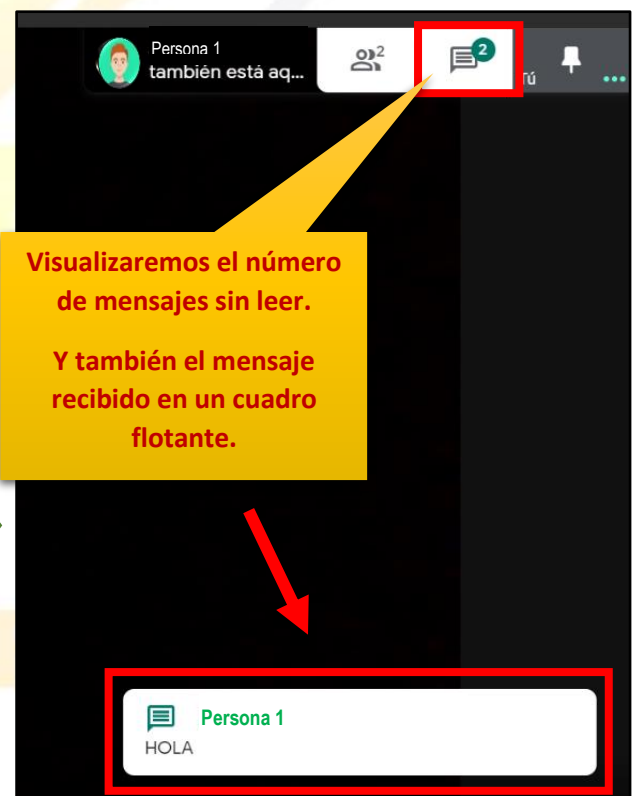 Persona 1
también está aq...
2
2
Tú
Visualizaremos el número
de mensajes sin leer.
Y también el mensaje
recibido en un cuadro
flotante.
Persona 1
HOLA